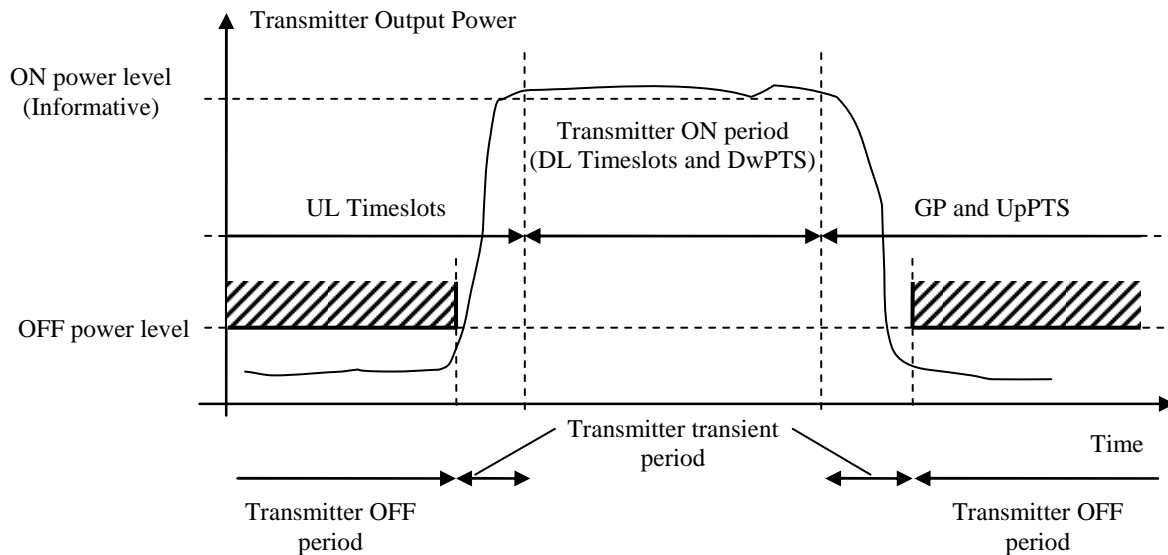 Transmitter Output Power
ON power level
(Informative)
Transmitter ON period
(DL Timeslots and DwPTS)
UL Timeslots
GP and UpPTS
OFF power level
Transmitter transient
period
Time
Transmitter OFF
period
Transmitter OFF
period